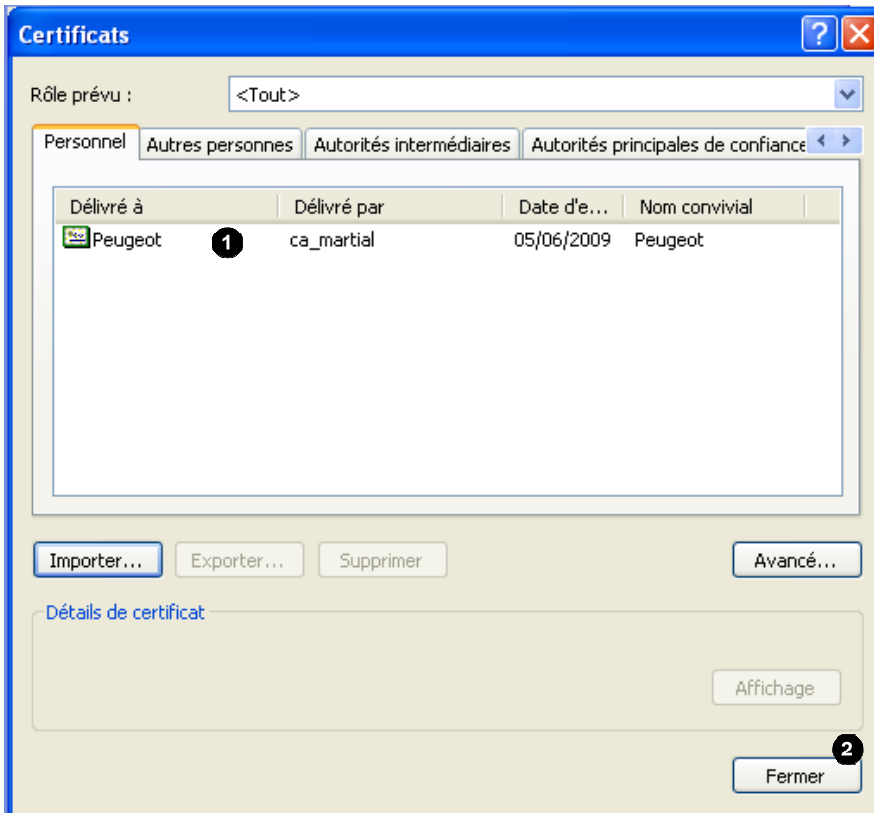 Certificats
Rôle prévu : <Tout>
Personnel Autres personnes Autorités intermédiaires Autorités principales de confiance
Délivré à Délivré par Date d'e... Nom convivial
Peugeot 1 ca_martial 05/06/2009 Peugeot
Importer... Exporter... Supprimer Avancé...
Détails de certificat
Affichage
2
Fermer